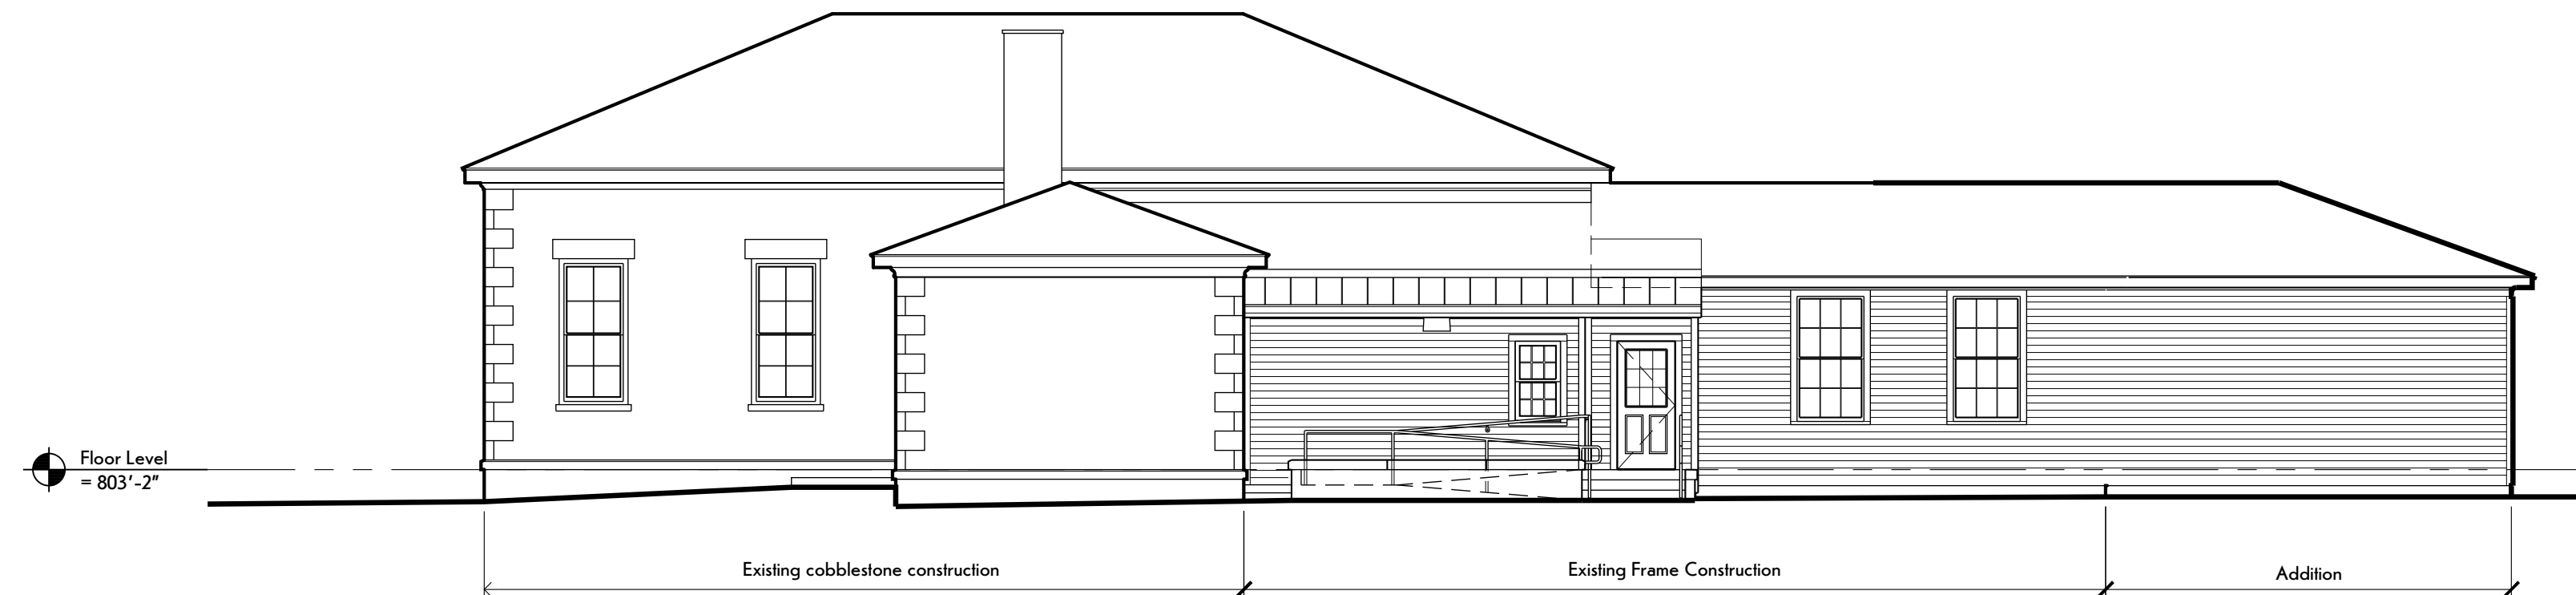 Floor Level
= 803'-2"
Existing cobblestone construction
Existing Frame Construction
Addition